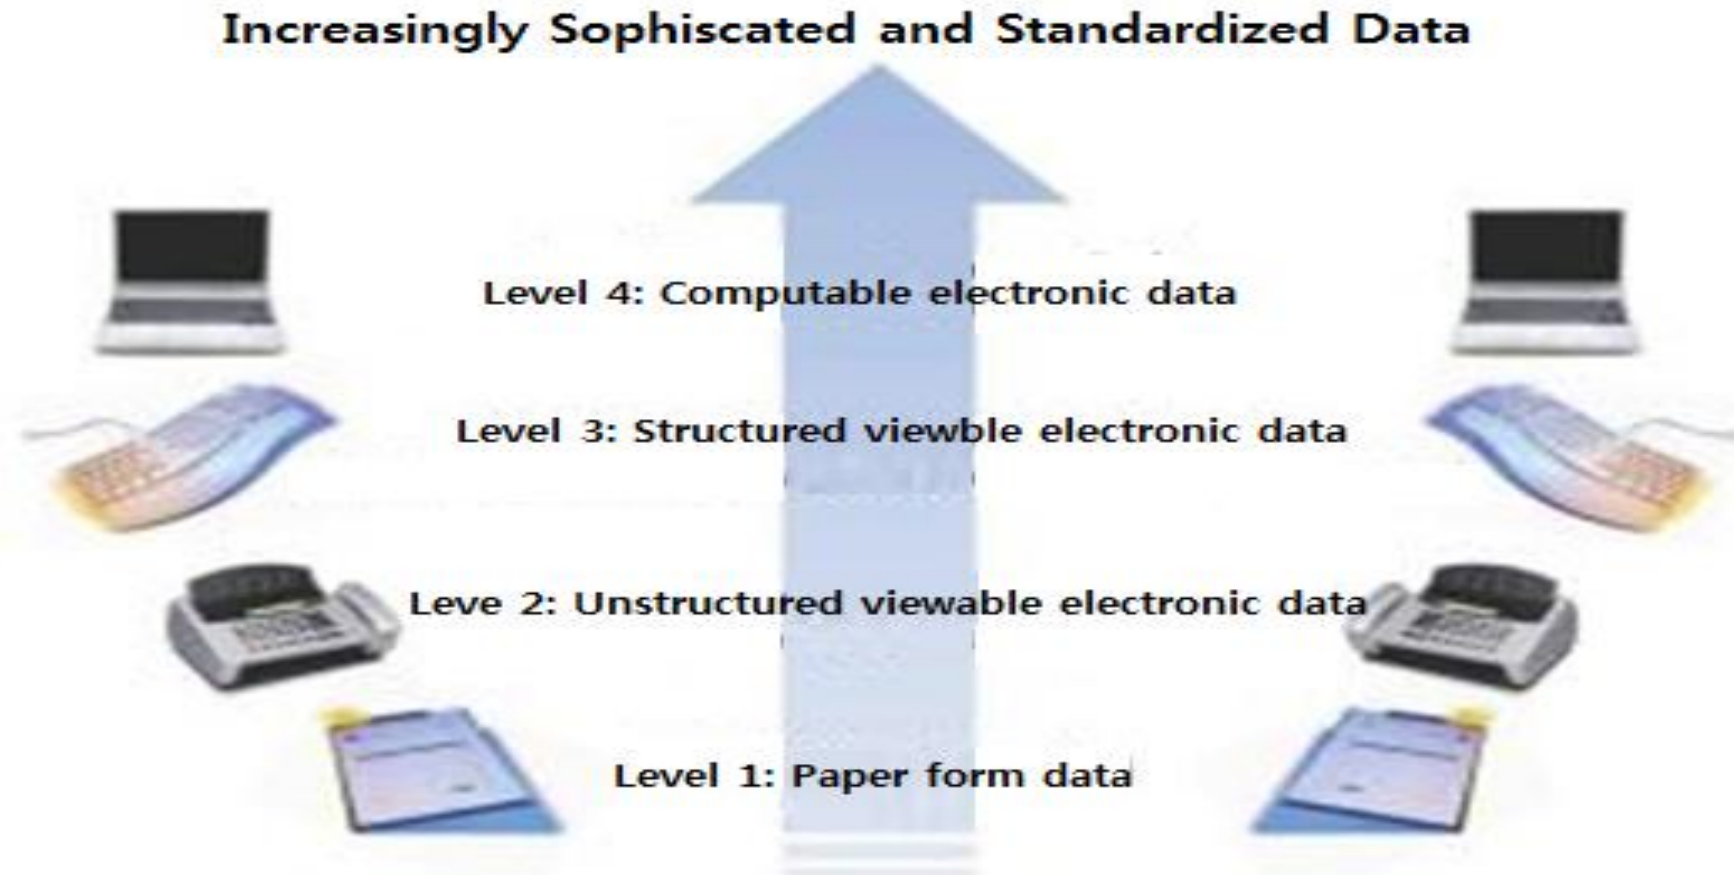 Increasingly Sophiscated and Standardized Data
Level 4: Computable electronic data
Level 3: Structured viewble electronic data
Leve 2: Unstructured viewable electronic data
Level 1: Paper form data